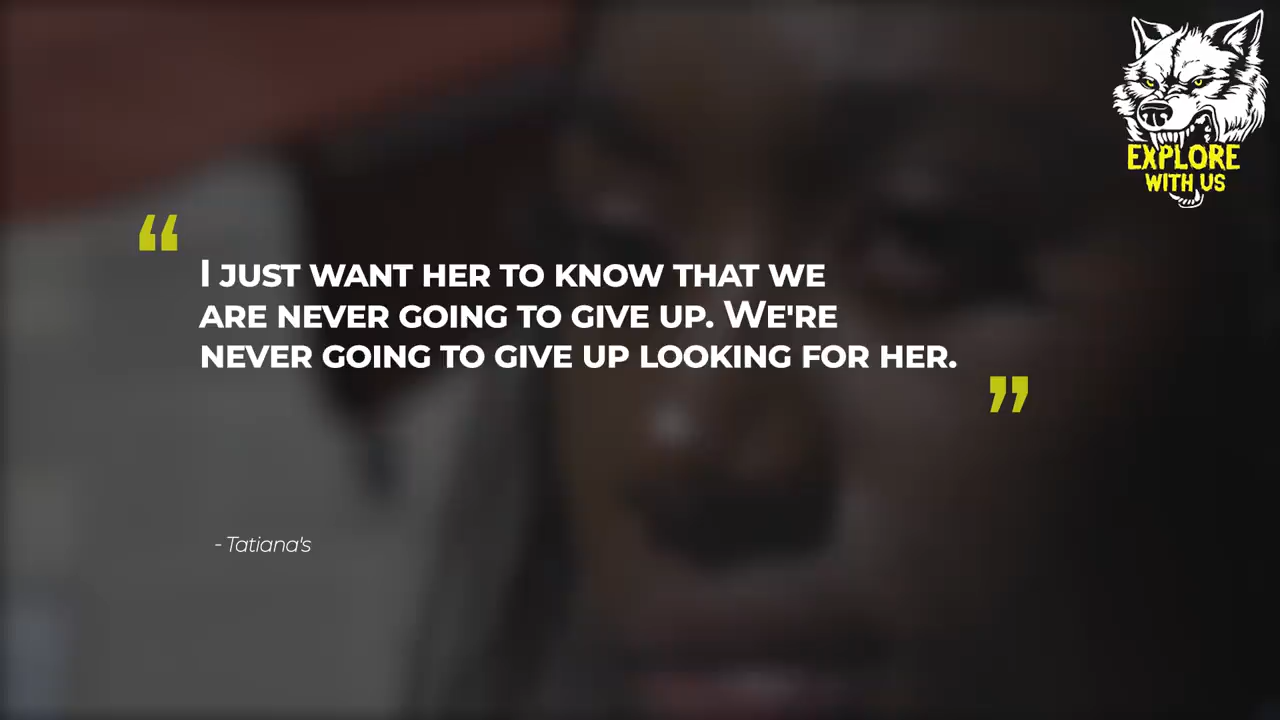 EXPLORE
WITH US
“
I JUST WANT HER TO KNOW THAT WE
ARE NEVER GOING TO GIVE UP. WE'RE
NEVER GOING TO GIVE UP LOOKING FOR HER.
”
- Tatiana's